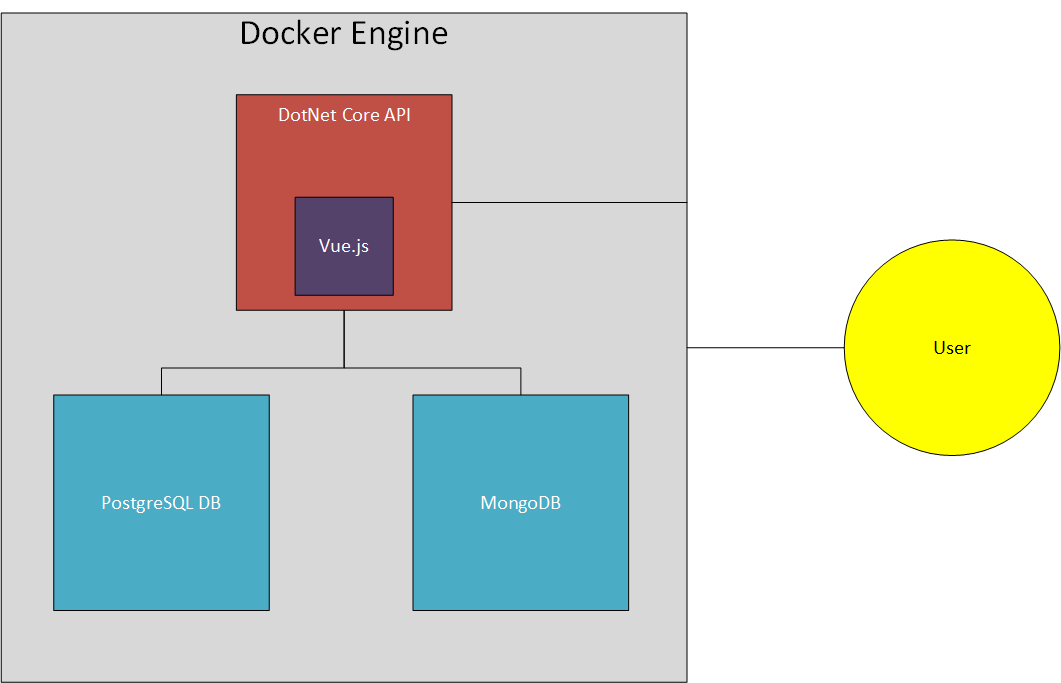 Docker Engine
DotNet Core API
Vue.js
User
PostgreSQL DB
MongoDB